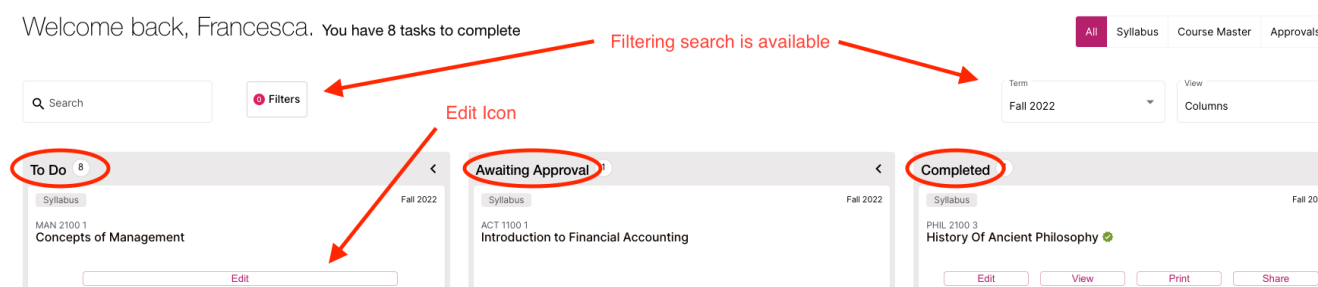 Welcome back, Francesca. You have 8 tasks to complete
Filtering search is available
All Syllabus Course Master Approvals
Search
0 Filters
Term
Fall 2022
View
Columns
Edit Icon
To Do 8
Syllabus Fall 2022
MAN 2100 1
Concepts of Management
Edit
Awaiting Approval 1
Syllabus Fall 2022
ACT 1100 1
Introduction to Financial Accounting
Completed
Syllabus Fall 20
PHIL 2100 3
History Of Ancient Philosophy
Edit View Print Share